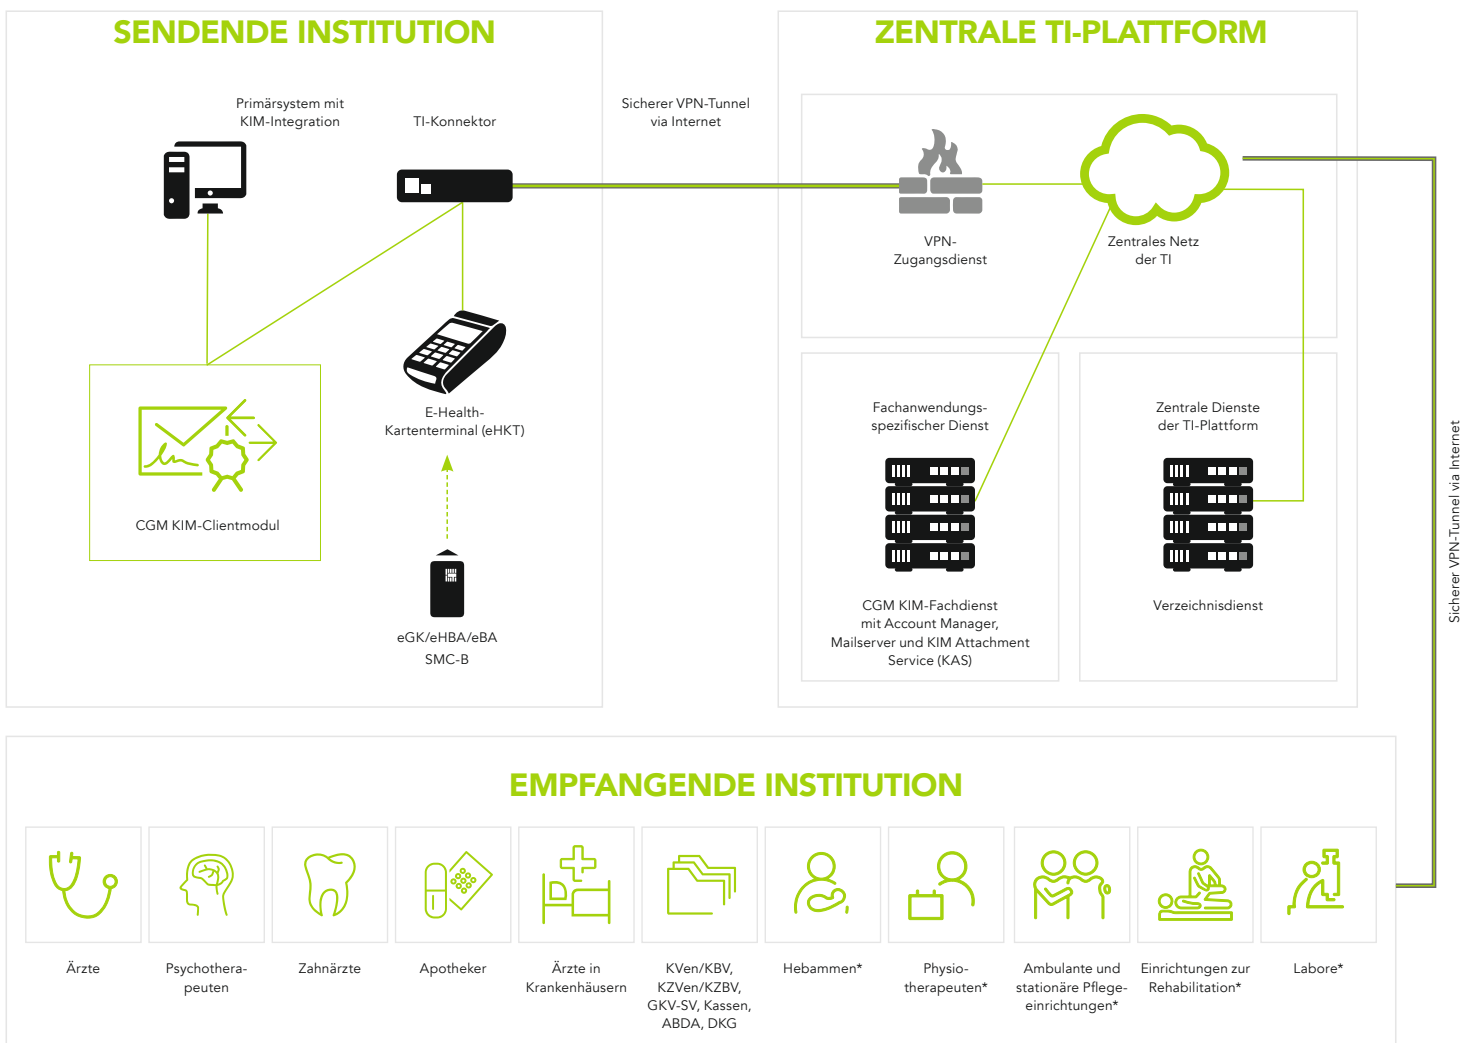 SENDENDE INSTITUTION
Primärsystem mit
KIM-Integration
TI-Konnektor
E-Health-
Kartenterminal (eHKT)
CGM KIM-Clientmodul
eGK/eHBA/eBA
SMC-B
Sicherer VPN-Tunnel
via Internet
ZENTRALE TI-PLATTFORM
VPN-
Zugangsdienst
Zentrales Netz
der TI
Fachanwendungs-
spezifischer Dienst
CGM KIM-Fachdienst
mit Account Manager,
Mailserver und KIM Attachment
Service (KAS)
Zentrale Dienste
der TI-Plattform
Verzeichnisdienst
Sicherer VPN-Tunnel via Internet
EMPFANGENDE INSTITUTION
Ärzte
Psychothera-
peuten
Zahnärzte
Apotheker
Ärzte in
Krankenhäusern
KVen/KBV,
KZVen/KZBV,
GKV-SV, Kassen,
ABDA, DKG
Hebammen*
Physio-
therapeuten*
Ambulante und
stationäre Pflege-
einrichtungen*
Einrichtungen zur
Rehabilitation*
Labore*